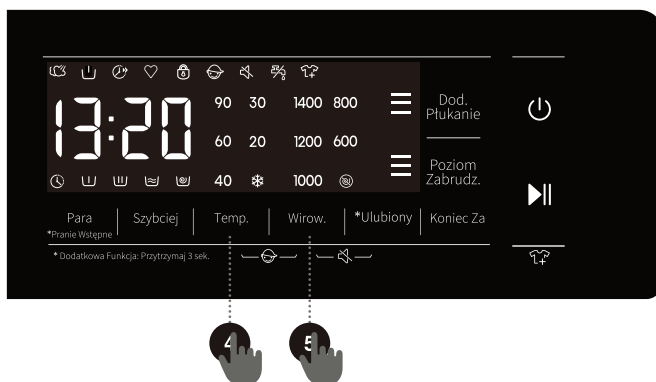 13:20
90 30 1400 800
60 20 1200 600
40 1000
Dod.
Płukanie
Poziom
Zabrudz.
Para Szybciej Temp. Wirow. *Ulubiony Koniec Za
*Pranie Wstępne
* Dodatkowa Funkcja: Przytrzymaj 3 sek.
4 5